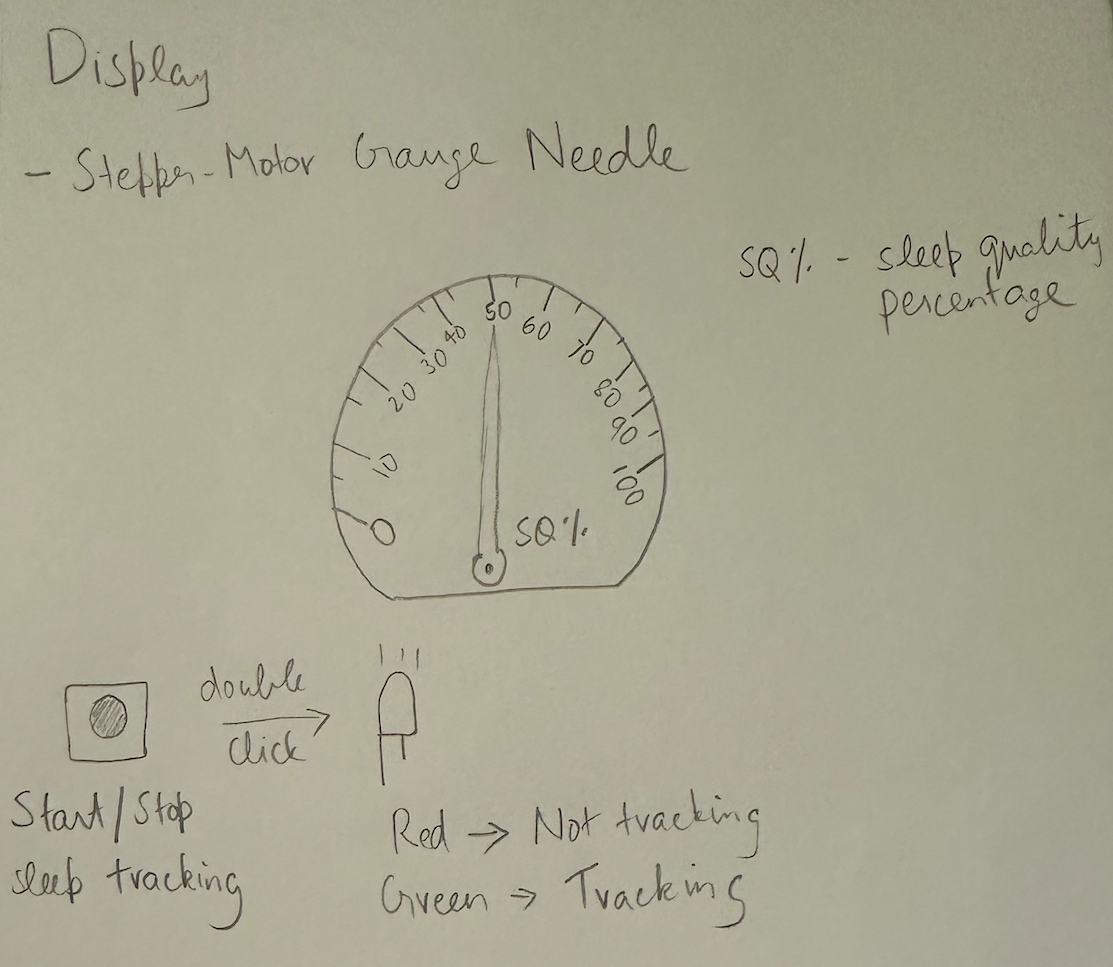 Display
- Stepper-Motor Gauge Needle
SQ% - sleep quality
percentage
0
10
20
30
40
50
60
70
80
90
100
SQ%
double
click
Start/Stop
sleep tracking
Red → Not tracking
Green → Tracking